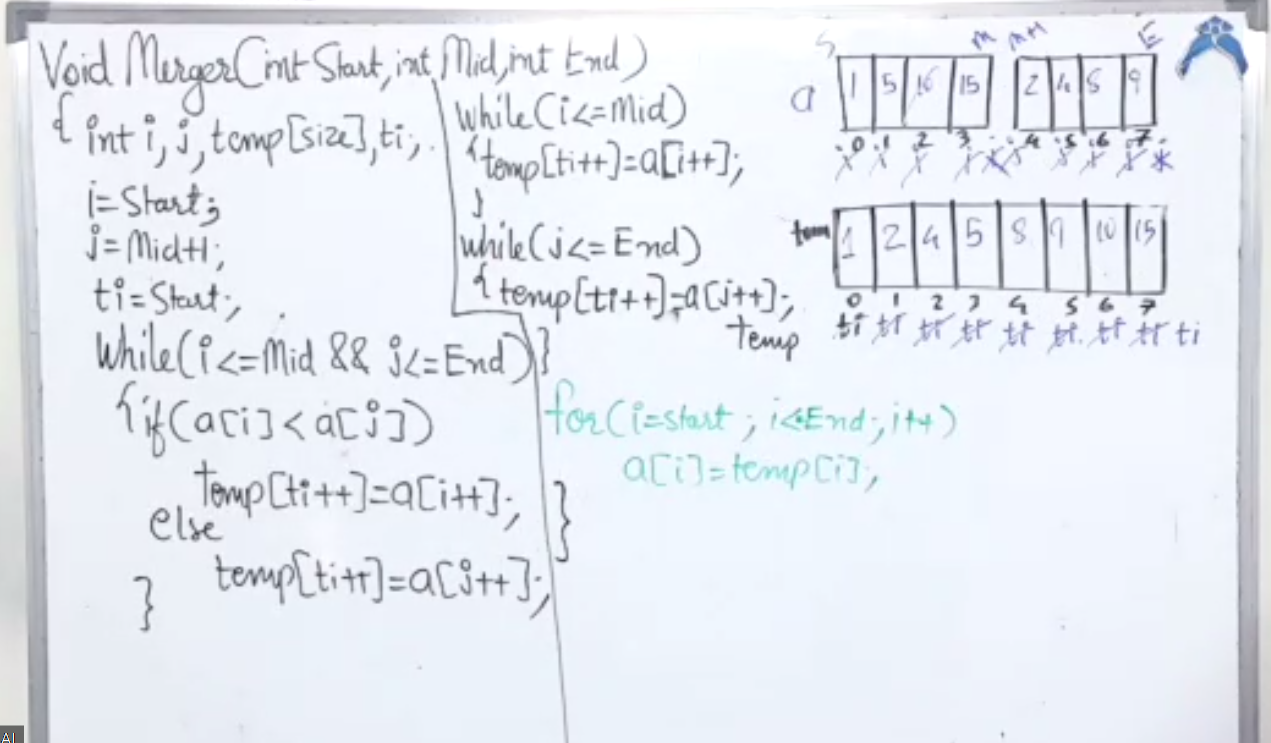 Void Merger(int Start, int Mid, int End)
{ int i, j, temp[size], ti;
i=Start;
j=Mid+1;
ti=Start;
While(i<=Mid && j<=End)
{if(a[i]<a[j])
Temp[ti++]=a[i++];
else
temp[ti++]=a[j++];
}
while(i<=Mid)
{temp[ti++]=a[i++];
}
while(j<=End)
{temp[ti++]=a[j++];
}
Temp
for(i=start; i<=End; i++)
a[i]=temp[i];
}
S M M+1 E
a 1 5 10 15 2 4 8 9
0 1 2 3 4 5 6 7
1 2 4 5 8 9 10 15
0 1 2 3 4 5 6 7
ti ti ti ti ti ti ti ti ti
AI